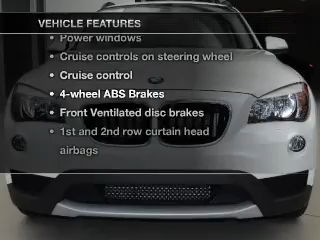 VEHICLE FEATURES
• Power windows
• Cruise controls on steering wheel
• Cruise control
• 4-wheel ABS Brakes
• Front Ventilated disc brakes
• 1st and 2nd row curtain head
airbags